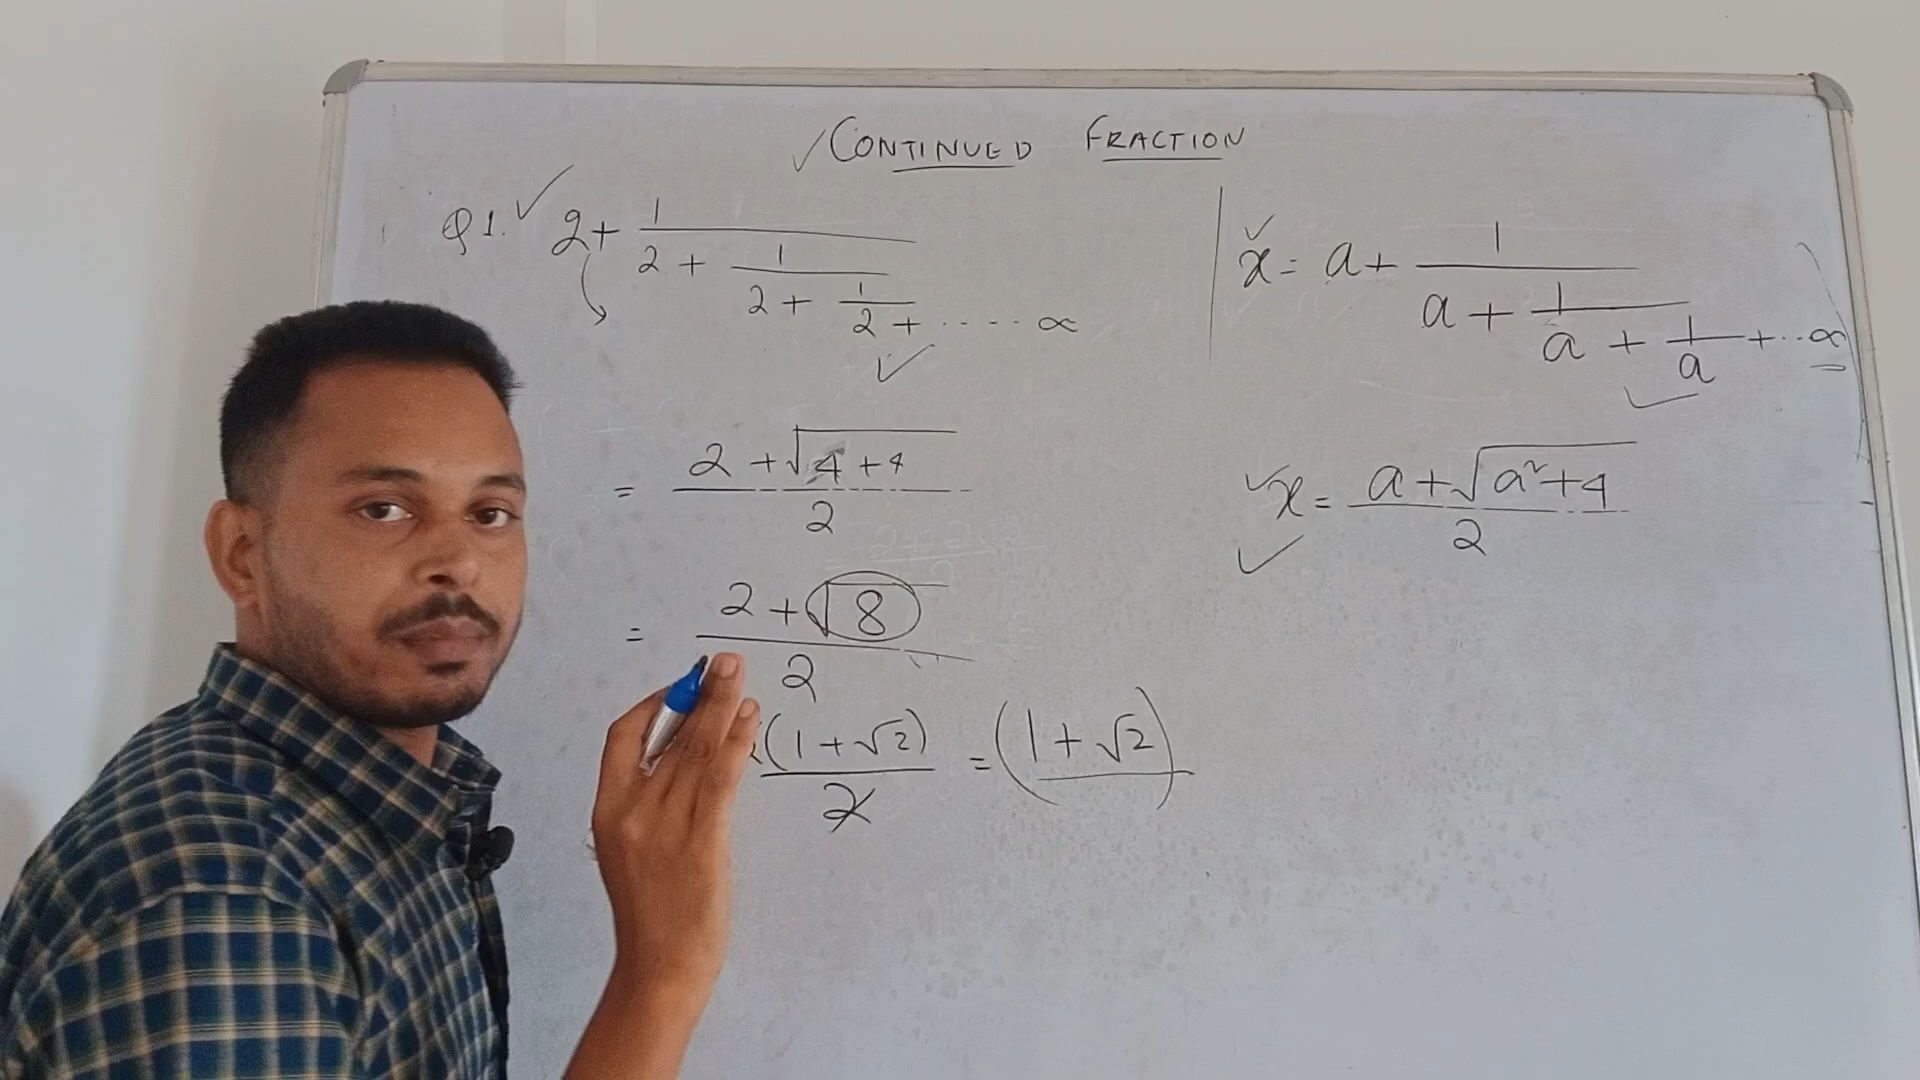 CONTINUED FRACTION
Q1. 2 + 1
2 + 1
2 + 1
2 + ..... ∝
= 2 + √4 + 4
2
= 2 + √8
2
(1 + √2) = (1 + √2)
2
x = a + 1
a + 1
a + 1 + .. ∝
a
x = a + √a² + 4
2